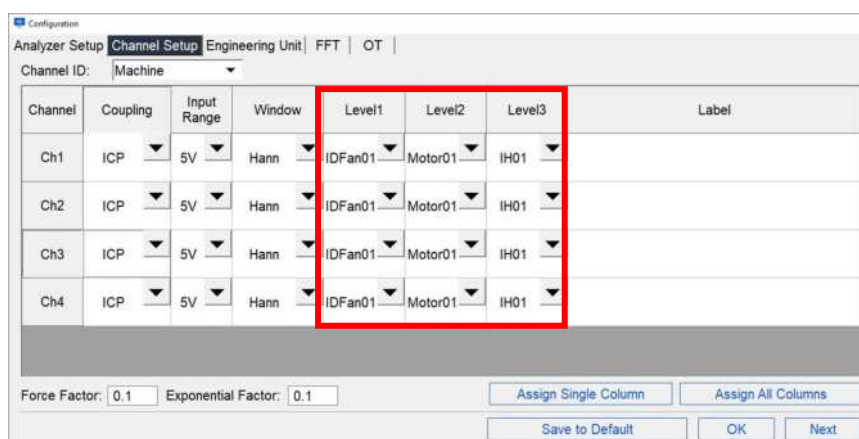 Configuration
Analyzer Setup Channel Setup Engineering Unit FFT OT
Channel ID: Machine
Channel Coupling Input Range Window Level1 Level2 Level3 Label
Ch1 ICP 5V Hann IDFan01 Motor01 IH01
Ch2 ICP 5V Hann IDFan01 Motor01 IH01
Ch3 ICP 5V Hann IDFan01 Motor01 IH01
Ch4 ICP 5V Hann IDFan01 Motor01 IH01
Force Factor: 0.1 Exponential Factor: 0.1 Assign Single Column Assign All Columns
Save to Default OK Next